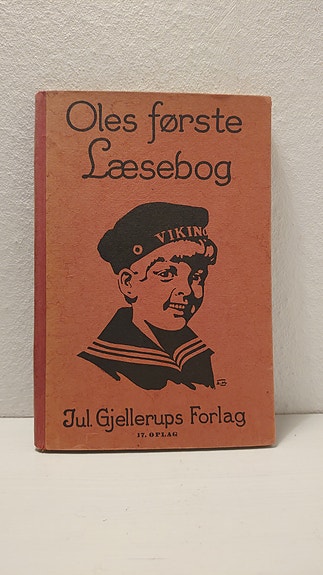 Oles første
Læsebog
VIKING
Jul. Gjellerups Forlag
17. OPLAG